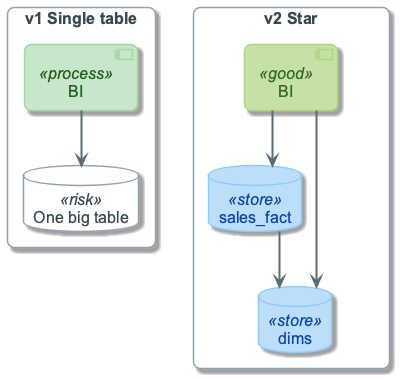 v1 Single table
«process»
BI
«risk»
One big table
v2 Star
«good»
BI
«store»
sales_fact
«store»
dims